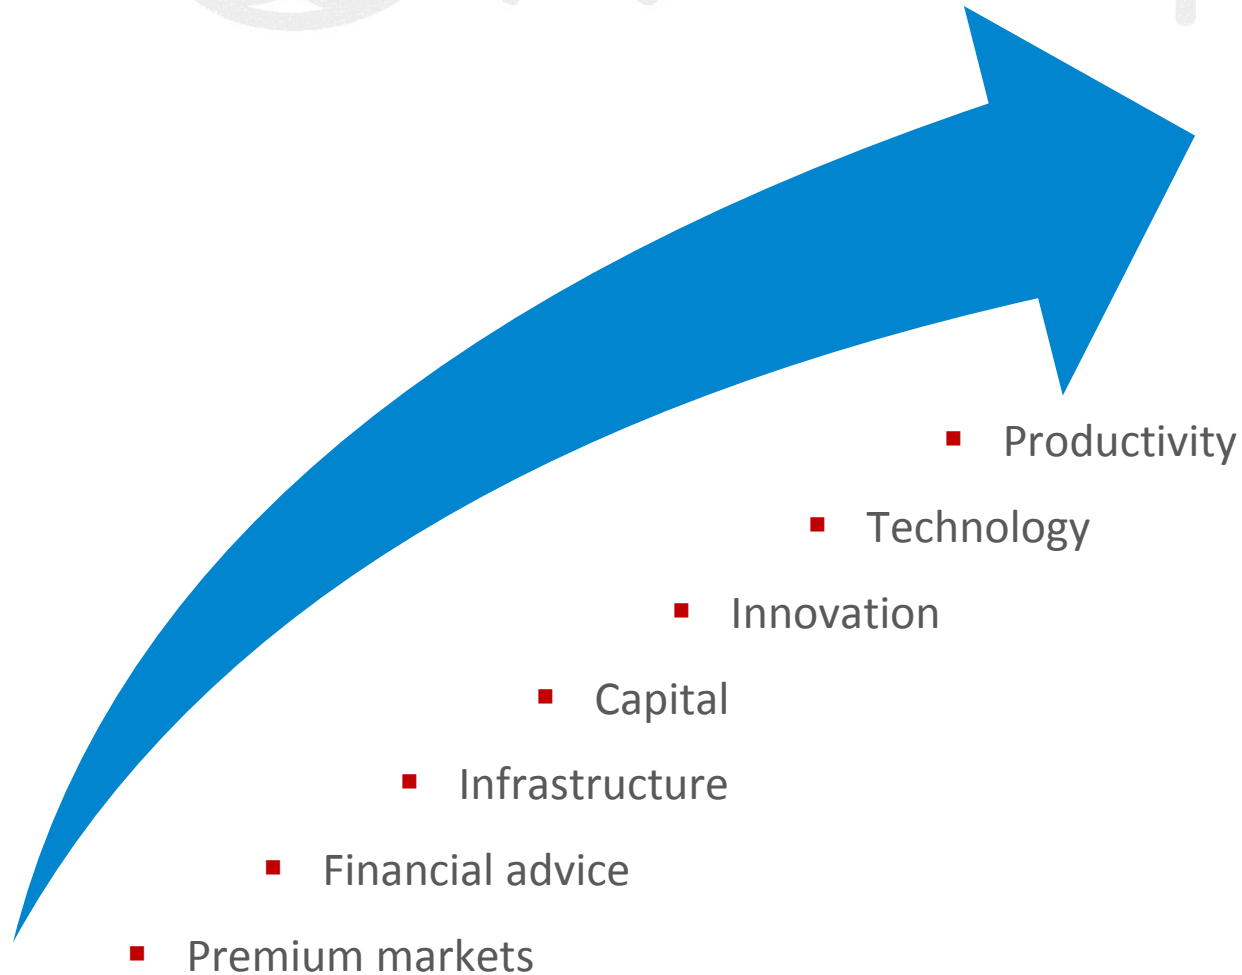 ▪ Productivity
▪ Technology
▪ Innovation
▪ Capital
▪ Infrastructure
▪ Financial advice
▪ Premium markets